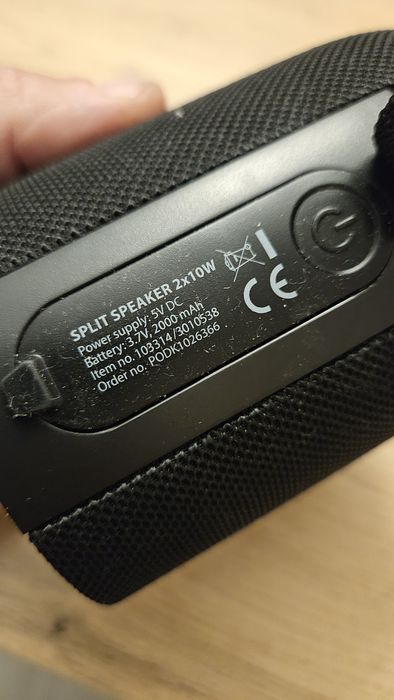 SPLIT SPEAKER 2x10W
Power supply: 5V DC
Battery: 3.7V, 2000 mAh
Item no. 103314/3010538
Order no. PODK1026366
CE